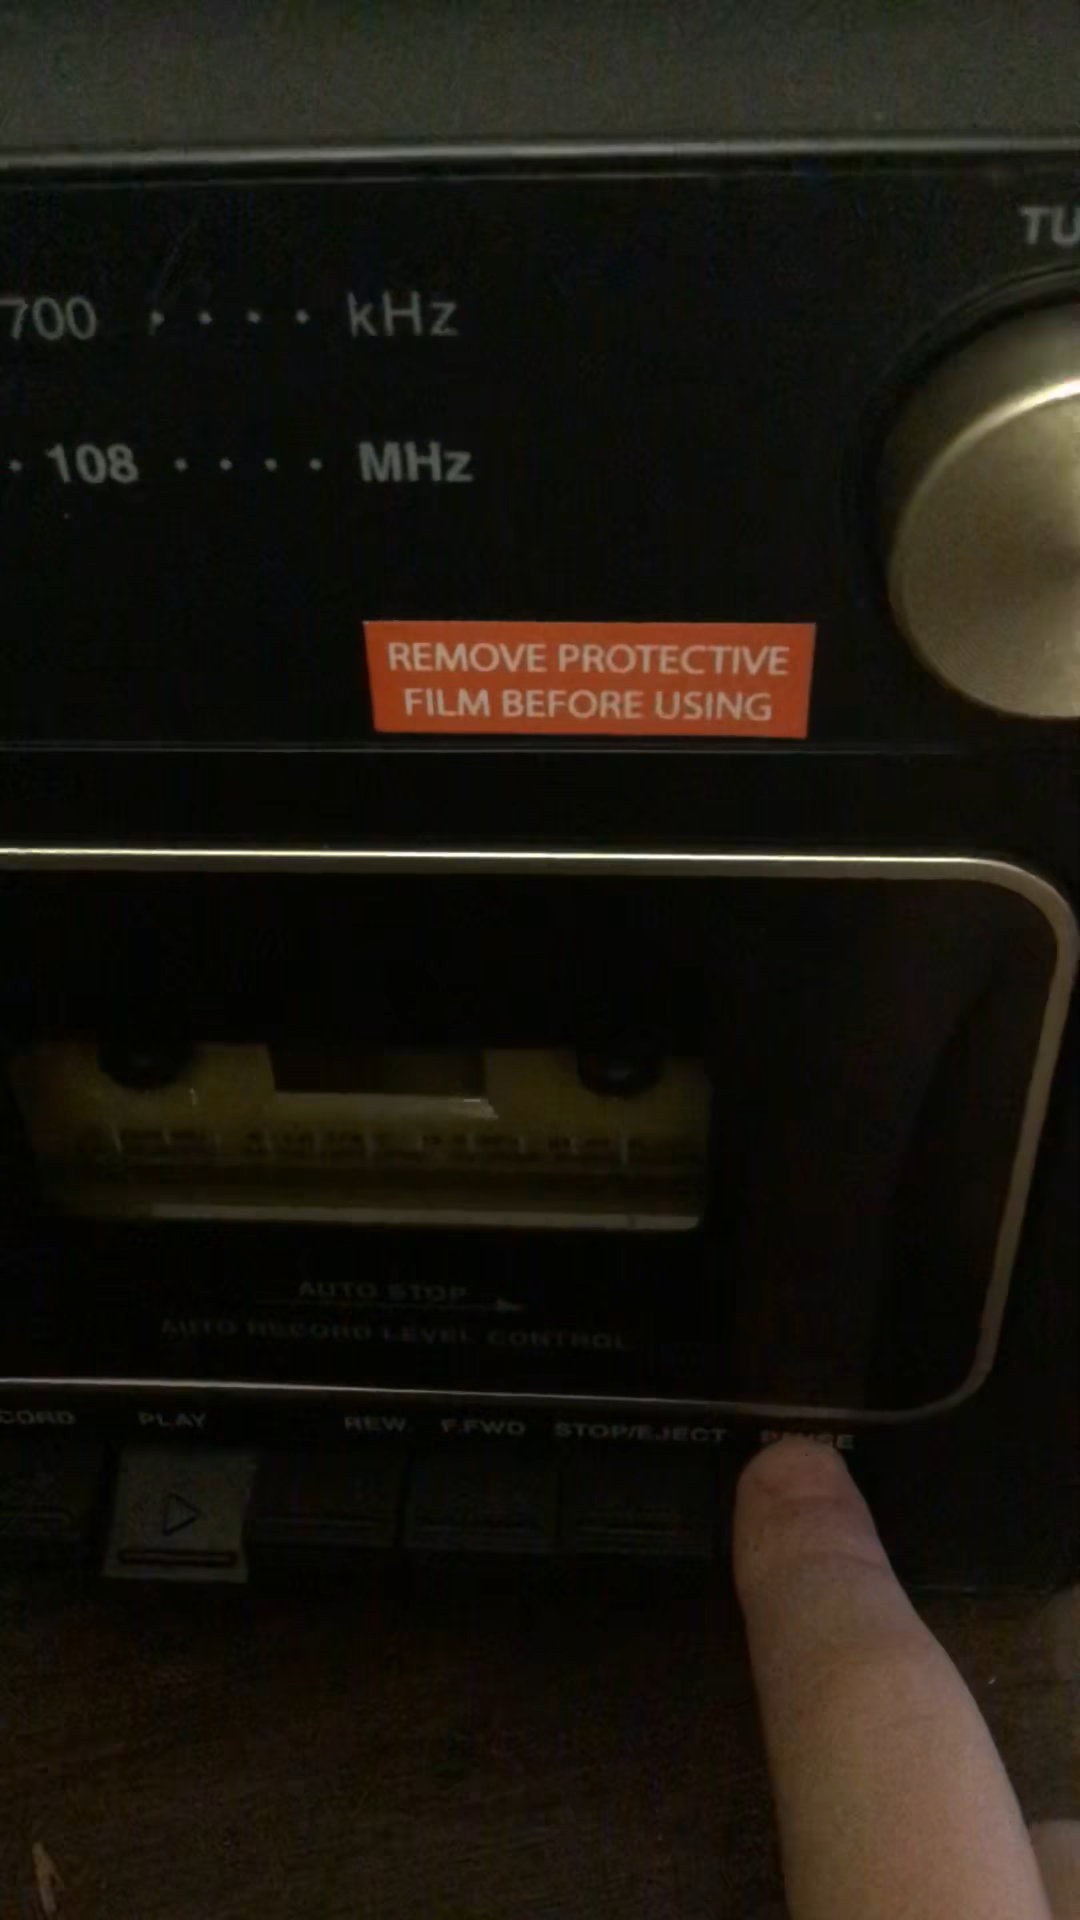 TU
700 .... kHz
· 108 .... MHz
REMOVE PROTECTIVE
FILM BEFORE USING
AUTO STOP
AUTO RECORD LEVEL CONTROL
CORD PLAY REW. F.FWD STOP/EJECT PAUSE